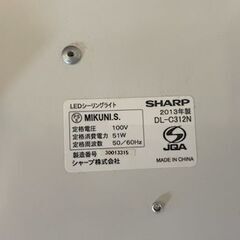 LEDシーリングライト
SHARP
MIKUNI.S.
2013年製
DL-C312N
定格電圧 100V
定格消費電力 51W
定格周波数 50/60Hz
製造番号 30013315
シャープ株式会社
JQA
MADE IN CHINA